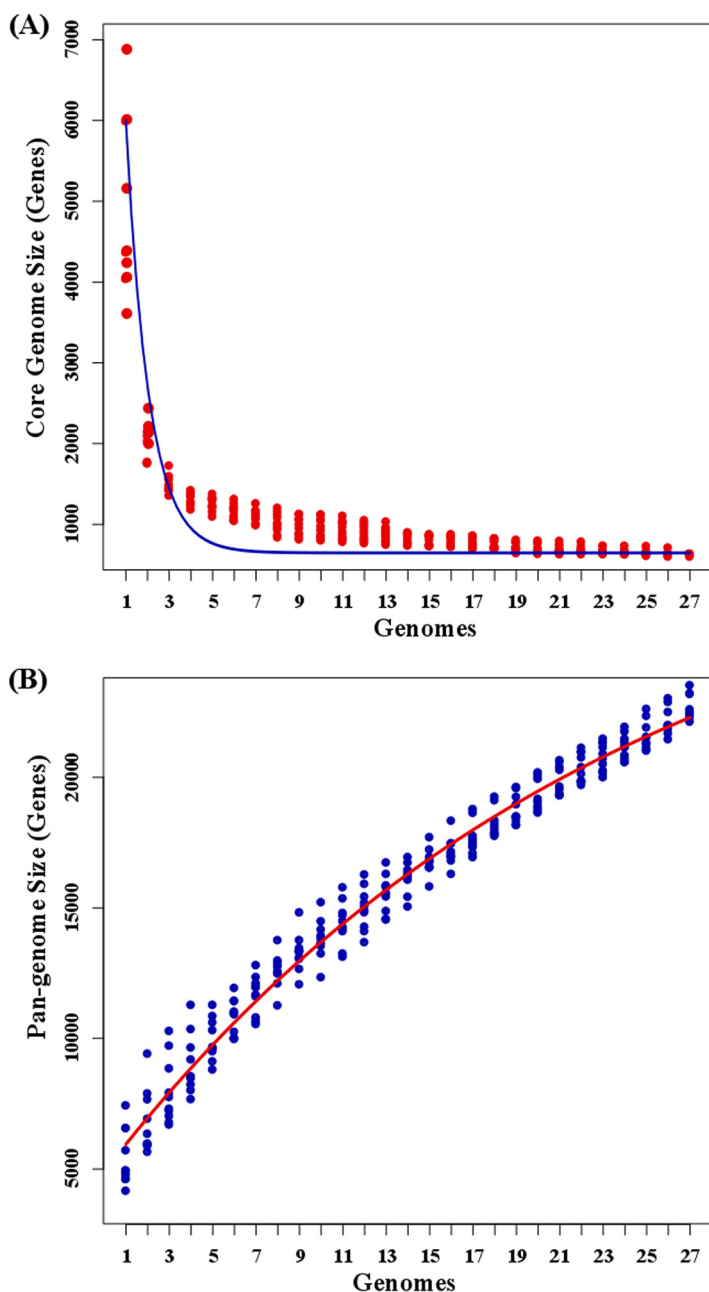 (A)
Core Genome Size (Genes)
7000
6000
5000
4000
3000
2000
1000
1 3 5 7 9 11 13 15 17 19 21 23 25 27
Genomes
(B)
Pan-genome Size (Genes)
20000
15000
10000
5000
1 3 5 7 9 11 13 15 17 19 21 23 25 27
Genomes